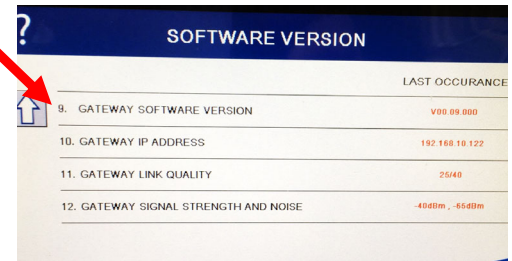 ?
SOFTWARE VERSION
LAST OCCURANCE
9. GATEWAY SOFTWARE VERSION V00.09.000
10. GATEWAY IP ADDRESS 192.168.10.122
11. GATEWAY LINK QUALITY 25/40
12. GATEWAY SIGNAL STRENGTH AND NOISE -40dBm , -65dBm